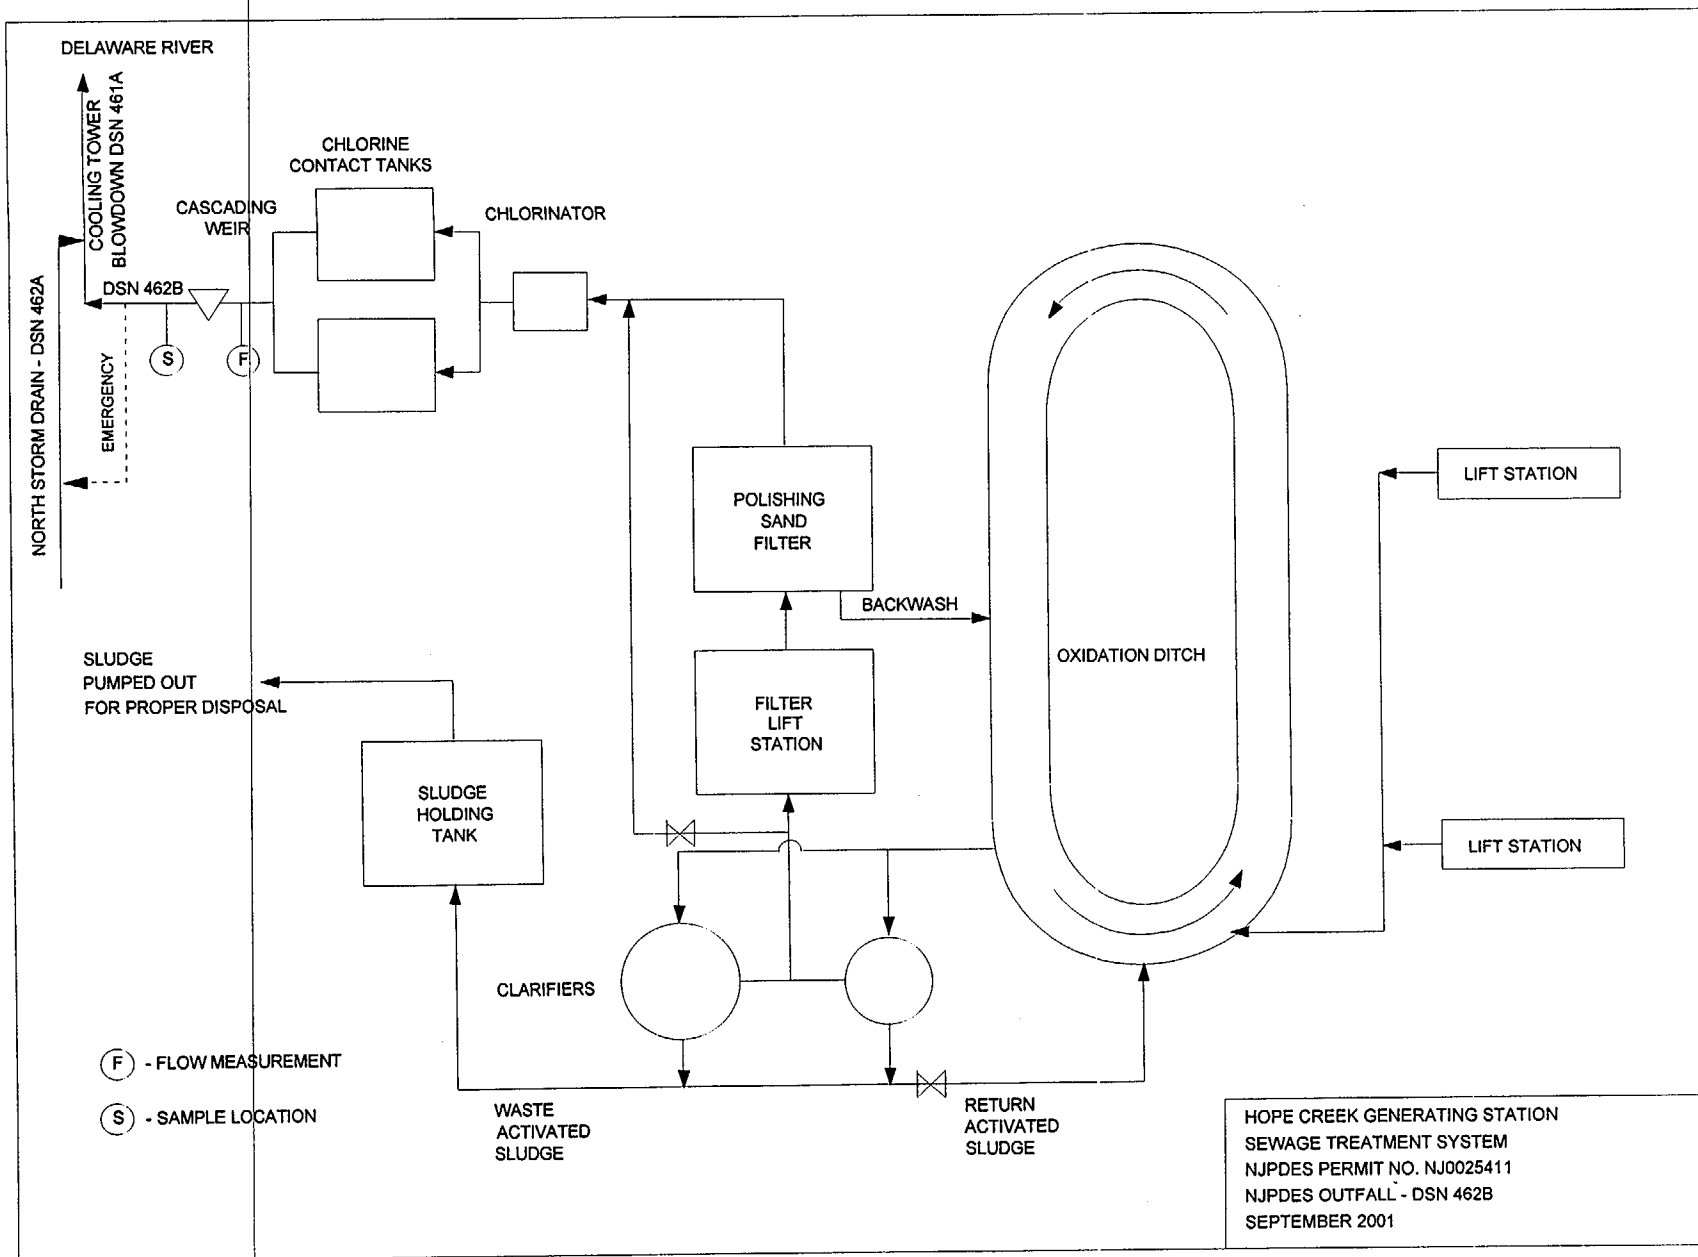 DELAWARE RIVER
COOLING TOWER
BLOWDOWN DSN 461A
CHLORINE
CONTACT TANKS
CASCADING
WEIR
CHLORINATOR
DSN 462B
NORTH STORM DRAIN - DSN 462A
EMERGENCY
S
F
POLISHING
SAND
FILTER
LIFT STATION
BACKWASH
OXIDATION DITCH
SLUDGE
PUMPED OUT
FOR PROPER DISPOSAL
FILTER
LIFT
STATION
SLUDGE
HOLDING
TANK
LIFT STATION
CLARIFIERS
F - FLOW MEASUREMENT
S - SAMPLE LOCATION
WASTE
ACTIVATED
SLUDGE
RETURN
ACTIVATED
SLUDGE
HOPE CREEK GENERATING STATION
SEWAGE TREATMENT SYSTEM
NJPDES PERMIT NO. NJ0025411
NJPDES OUTFALL - DSN 462B
SEPTEMBER 2001